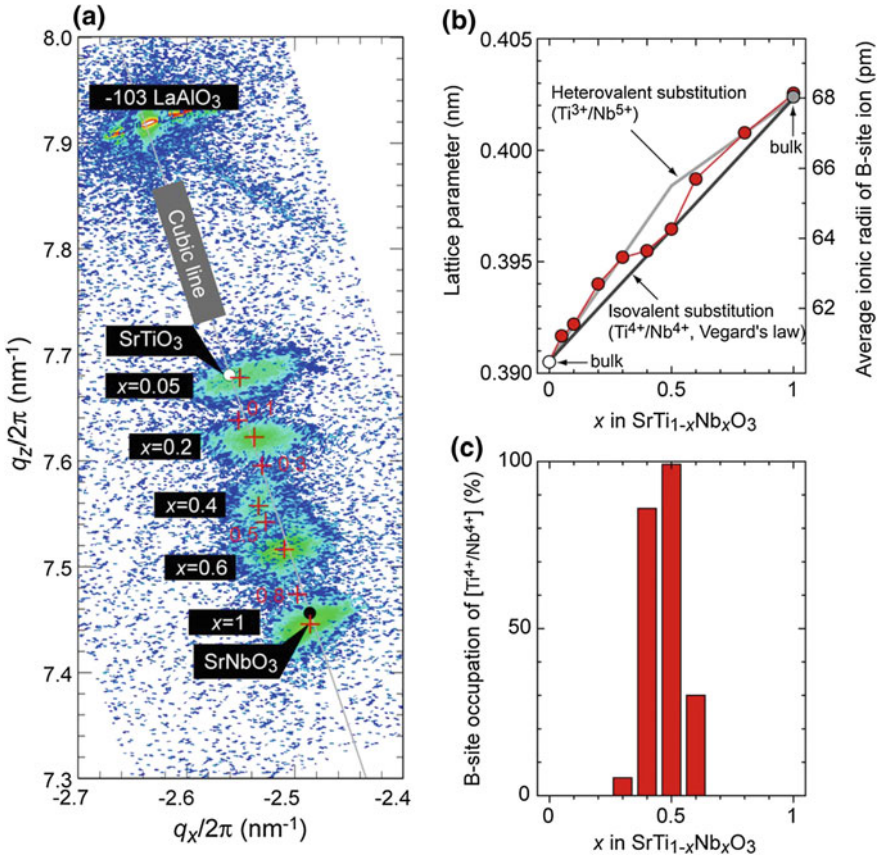 (a)
8.0
7.9
7.8
7.7
7.6
7.5
7.4
7.3
q_z/2π (nm⁻¹)
-2.7
-2.6
-2.5
-2.4
q_x/2π (nm⁻¹)
-103 LaAlO₃
Cubic line
SrTiO₃
x=0.05
0.1
x=0.2
0.3
x=0.4
0.5
x=0.6
0.8
x=1
SrNbO₃
(b)
0.405
0.400
0.395
0.390
Lattice parameter (nm)
68
66
64
62
Average ionic radii of B-site ion (pm)
Heterovalent substitution
(Ti³⁺/Nb⁵⁺)
bulk
Isovalent substitution
(Ti⁴⁺/Nb⁴⁺, Vegard's law)
bulk
0
0.5
1
x in SrTi₁₋ₓNbₓO₃
(c)
100
50
0
B-site occupation of [Ti⁴⁺/Nb⁴⁺] (%)
0
0.5
1
x in SrTi₁₋ₓNbₓO₃